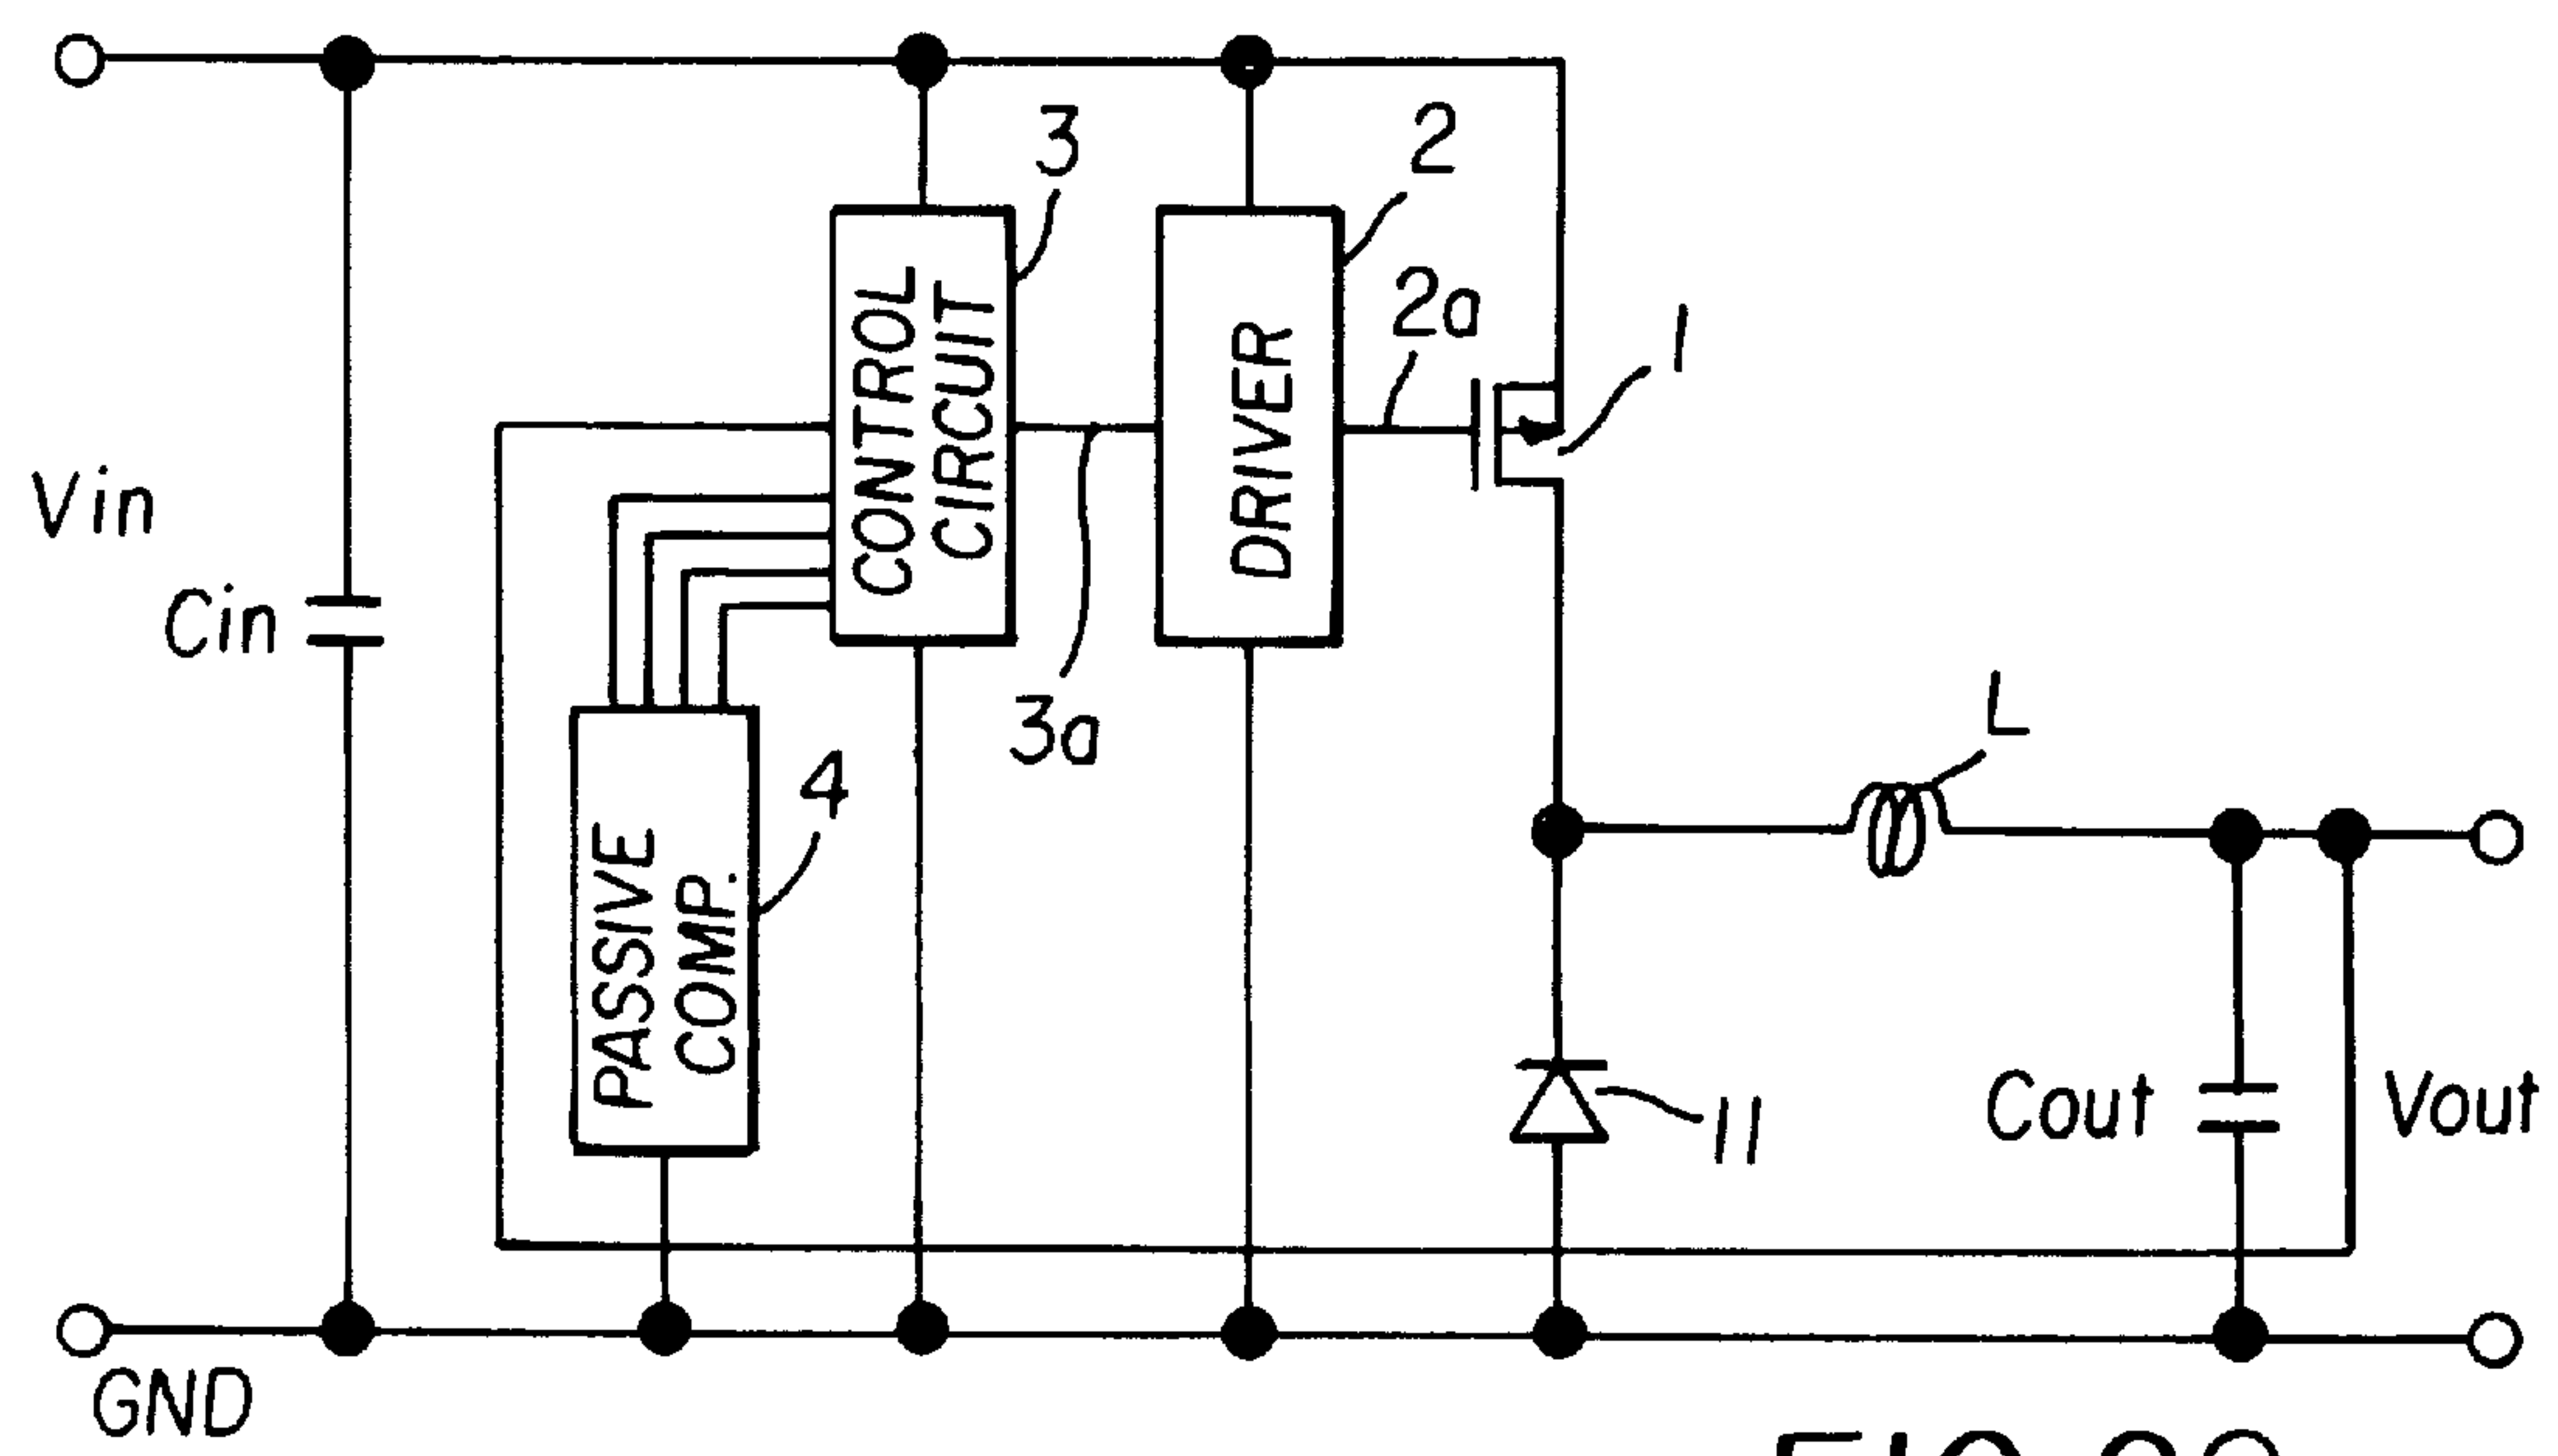 3
2
CONTROL
CIRCUIT
DRIVER
2a
1
Vin
Cin
3a
L
4
PASSIVE
COMP.
11
Cout
Vout
GND